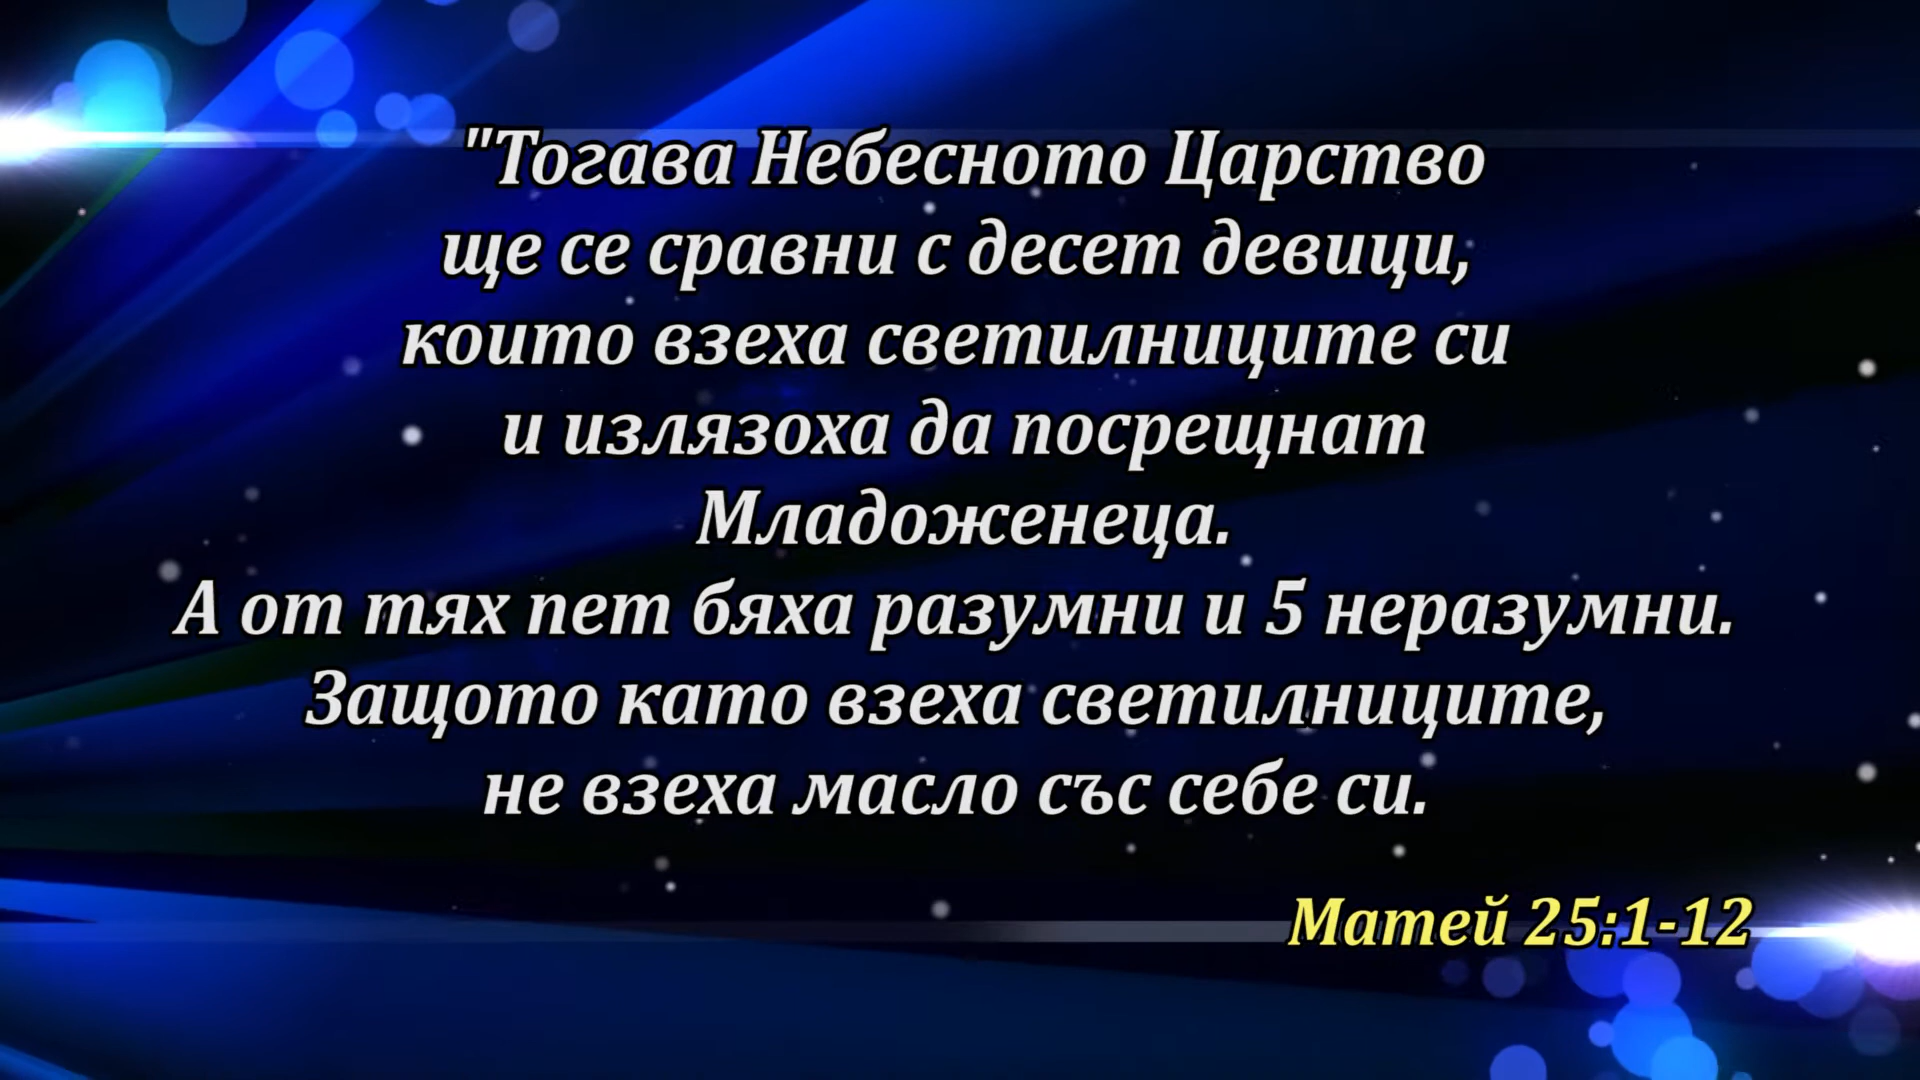 "Тогава Небесното Царство
ще се сравни с десет девици,
които взеха светилниците си
и излязоха да посрещнат
Младоженеца.
А от тях пет бяха разумни и 5 неразумни.
Защото като взеха светилниците,
не взеха масло със себе си.
Матей 25:1-12